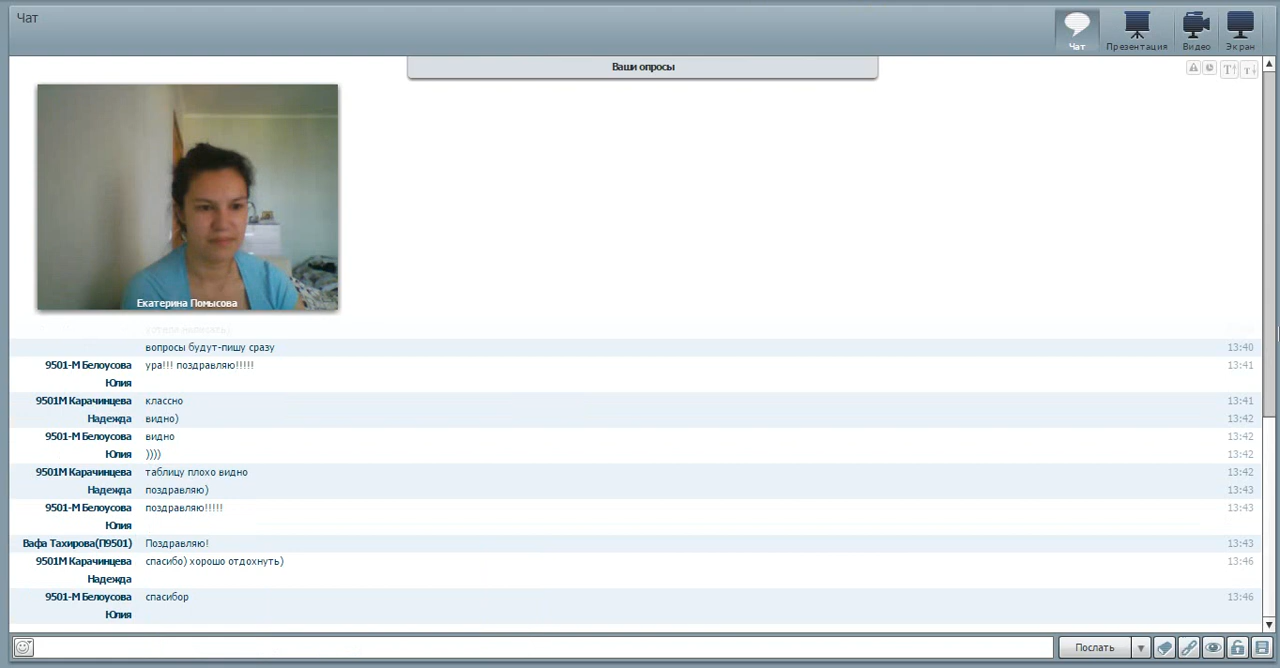 Чат
Чат
Презентация
Видео
Экран
Ваши опросы
Екатерина Помысова
вопросы будут-пишу сразу 13:40
9501-М Белоусова ура!!! поздравляю!!!!! 13:41
Юлия
9501М Карачинцева классно 13:41
Надежда видно) 13:42
9501-М Белоусова видно 13:42
Юлия )))) 13:42
9501М Карачинцева таблицу плохо видно 13:42
Надежда поздравляю) 13:43
9501-М Белоусова поздравляю!!!!! 13:43
Юлия
Вафа Тахирова(П9501) Поздравляю! 13:43
9501М Карачинцева спасибо) хорошо отдохнуть) 13:46
Надежда
9501-М Белоусова спасибор 13:46
Юлия
Послать